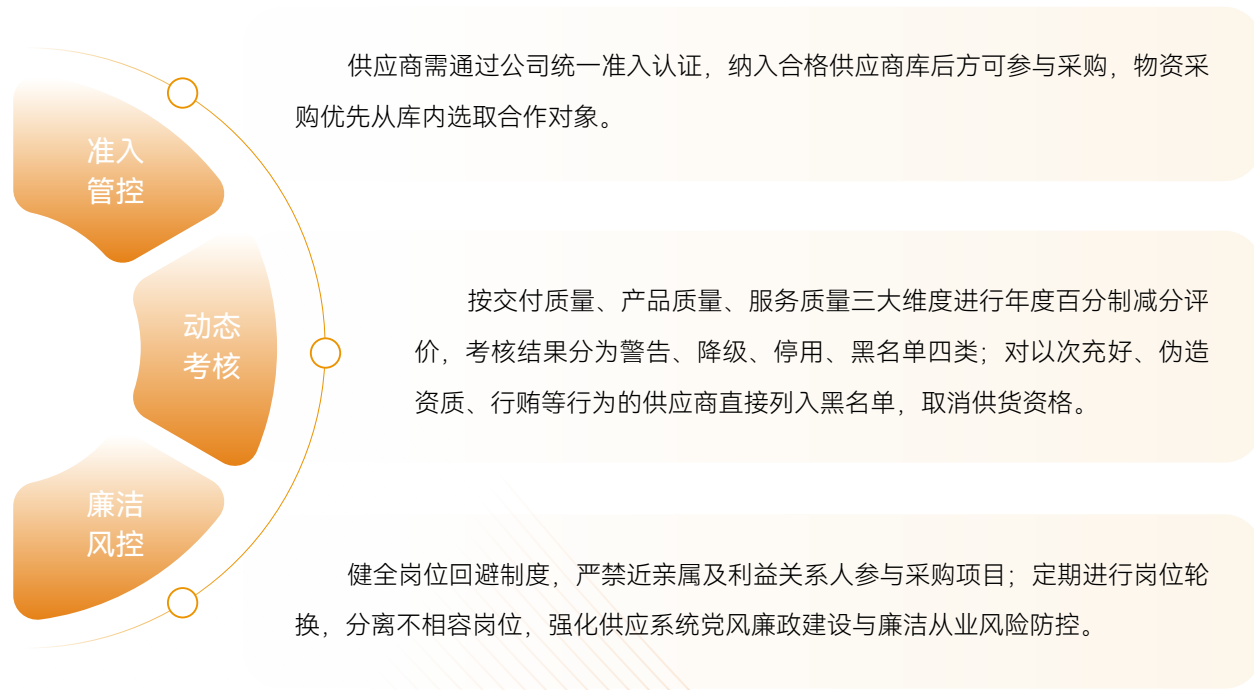 准入
管控
供应商需通过公司统一准入认证，纳入合格供应商库后方可参与采购，物资采
购优先从库内选取合作对象。
动态
考核
按交付质量、产品质量、服务质量三大维度进行年度百分制减分评
价，考核结果分为警告、降级、停用、黑名单四类；对以次充好、伪造
资质、行贿等行为的供应商直接列入黑名单，取消供货资格。
廉洁
风控
健全岗位回避制度，严禁近亲属及利益关系人参与采购项目；定期进行岗位轮
换，分离不相容岗位，强化供应系统党风廉政建设与廉洁从业风险防控。